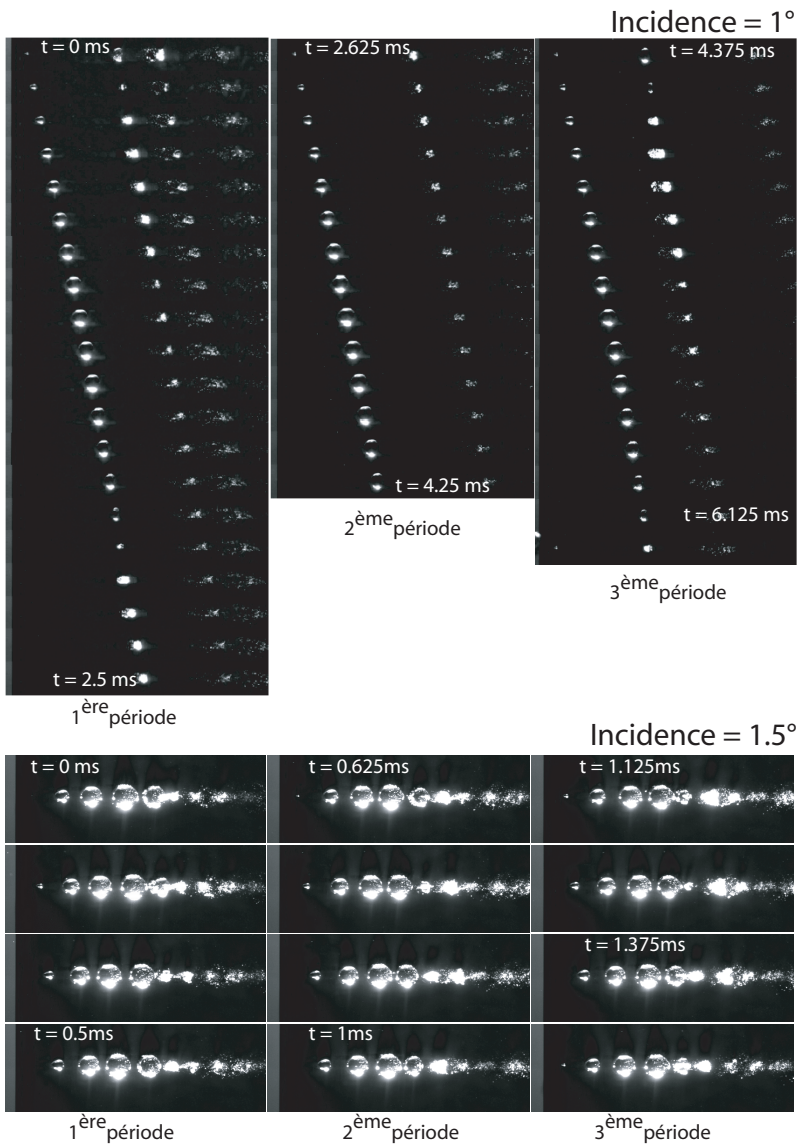 Incidence = 1°
t = 0 ms
t = 2.625 ms
t = 4.375 ms
t = 4.25 ms
t = 6.125 ms
t = 2.5 ms
1ère période
2ème période
3ème période
Incidence = 1.5°
t = 0 ms
t = 0.625ms
t = 1.125ms
t = 1.375ms
t = 0.5ms
t = 1ms
1ère période
2ème période
3ème période